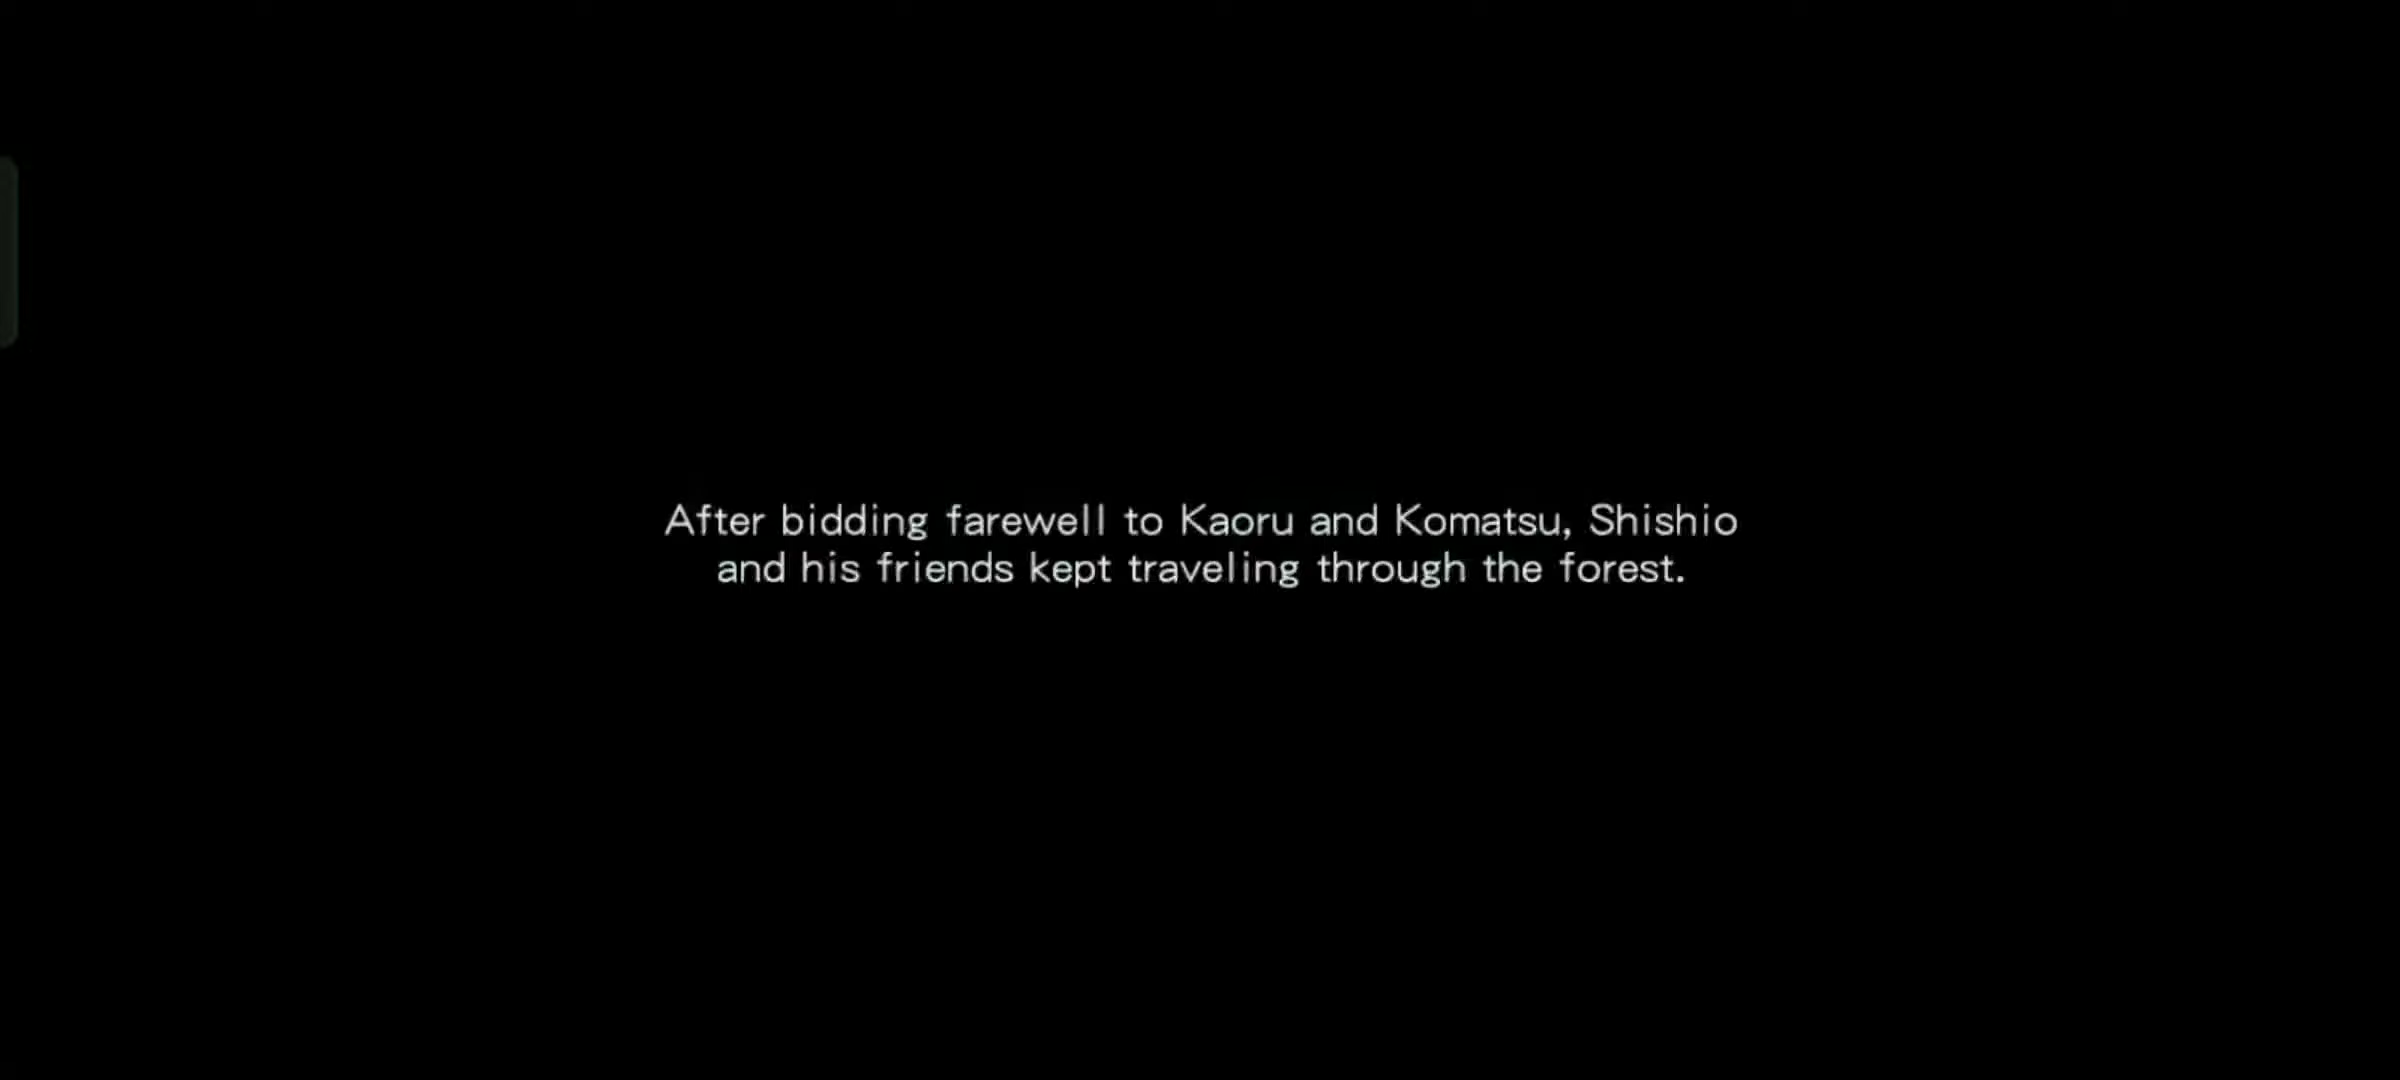 After bidding farewell to Kaoru and Komatsu, Shishio
and his friends kept traveling through the forest.